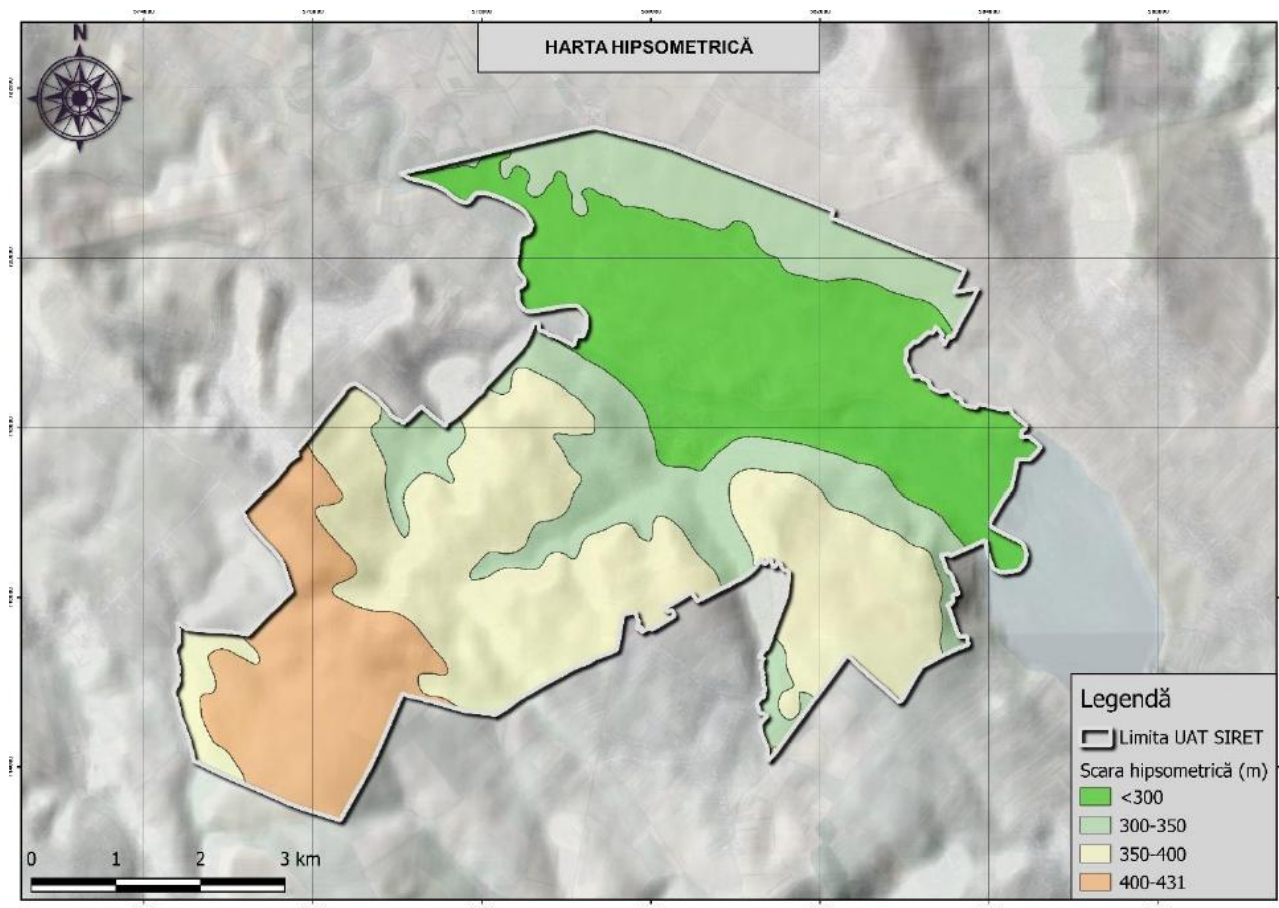 HARTA HIPSOMETRICĂ
N
Legendă
Limita UAT SIRET
Scara hipsometrică (m)
<300
300-350
350-400
400-431
0 1 2 3 km